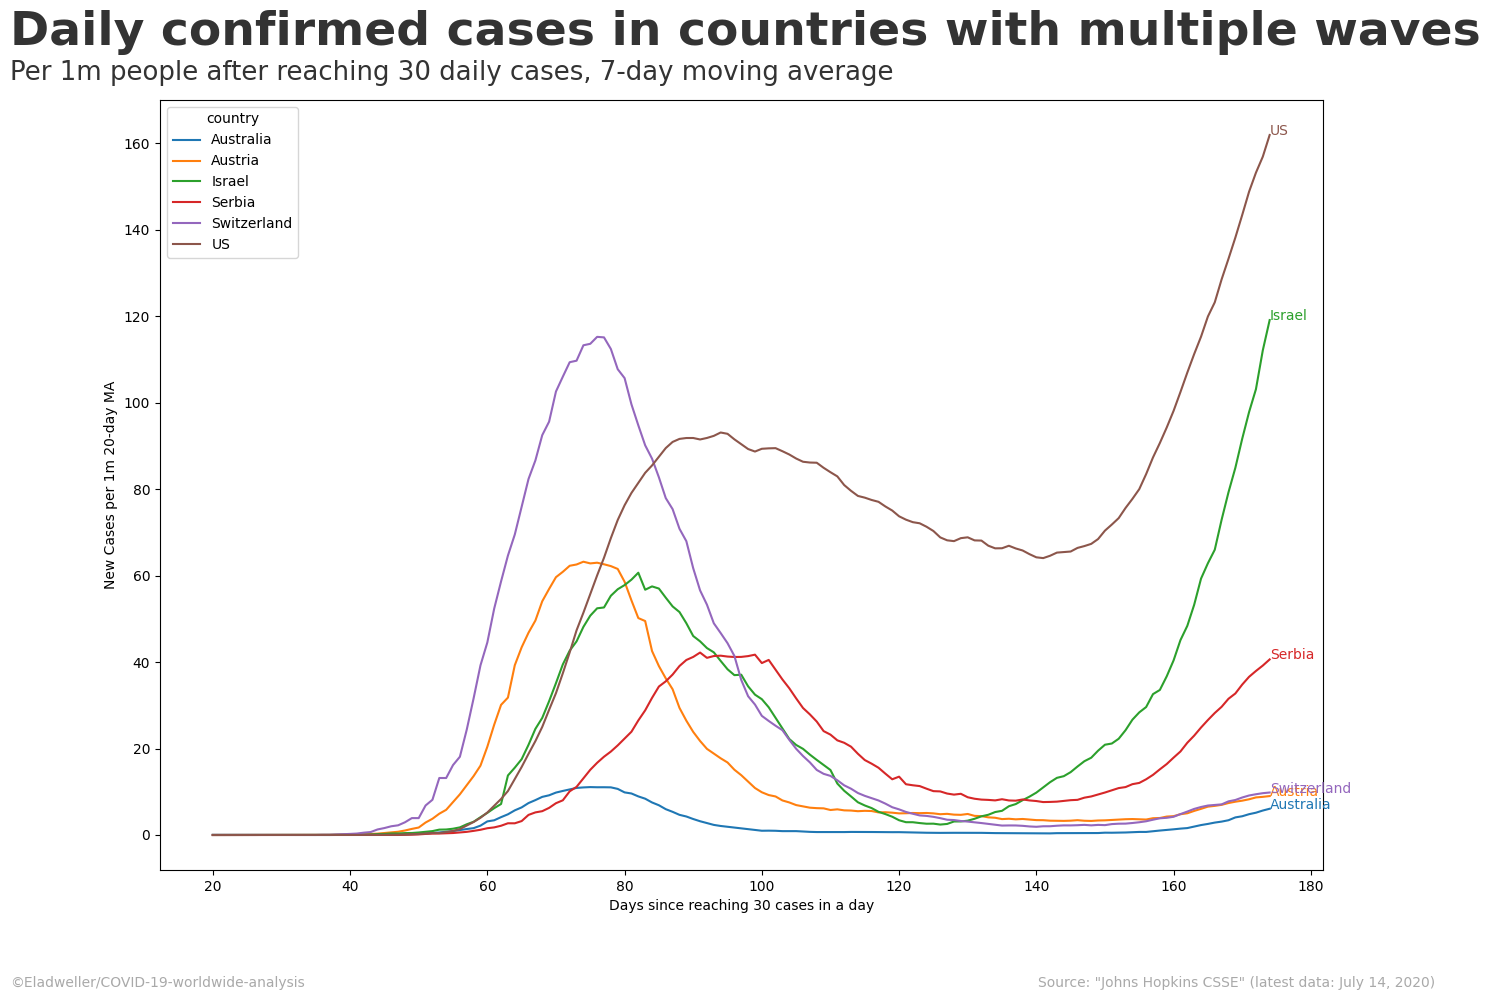 Daily confirmed cases in countries with multiple waves
Per 1m people after reaching 30 daily cases, 7-day moving average
country
Australia
Austria
Israel
Serbia
Switzerland
US
New Cases per 1m 20-day MA
160
140
120
100
80
60
40
20
0
US
Israel
Serbia
Switzerland
Austria
Australia
20 40 60 80 100 120 140 160 180
Days since reaching 30 cases in a day
©Eladweller/COVID-19-worldwide-analysis
Source: "Johns Hopkins CSSE" (latest data: July 14, 2020)